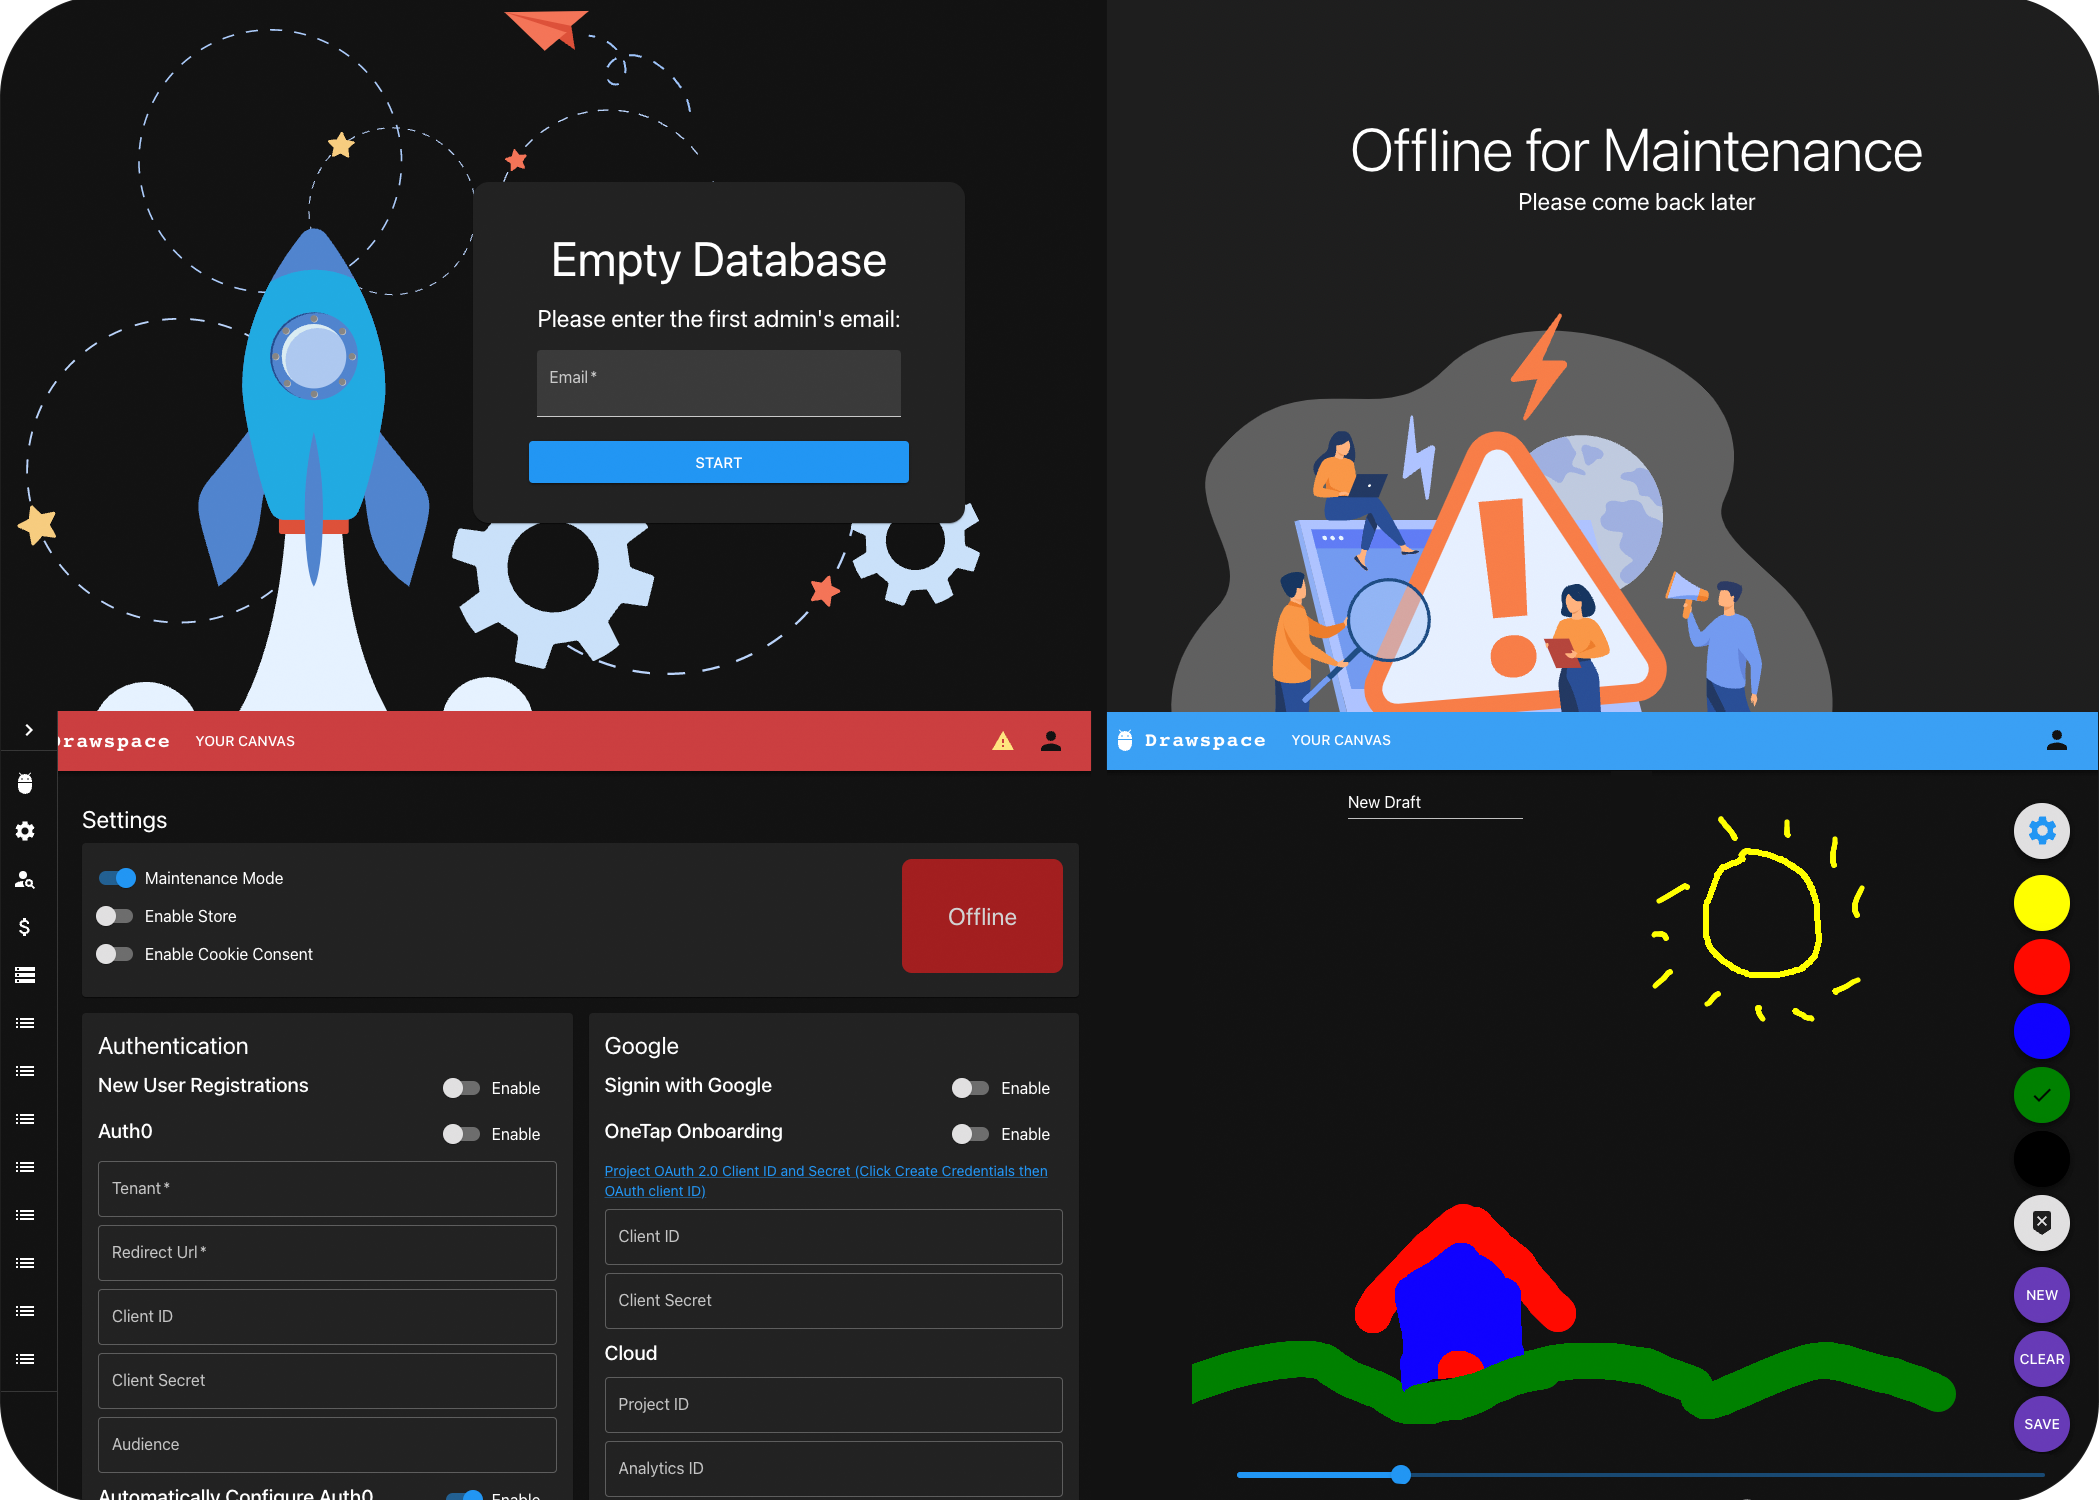 Empty Database
Please enter the first admin's email:
Email*
START
Offline for Maintenance
Please come back later
Drawspace YOUR CANVAS
Settings
Maintenance Mode
Enable Store
Enable Cookie Consent
Offline
Authentication
New User Registrations Enable
Auth0 Enable
Tenant*
Redirect Url*
Client ID
Client Secret
Audience
Automatically Configure Auth0 Enable
Google
Signin with Google Enable
OneTap Onboarding Enable
Project OAuth 2.0 Client ID and Secret (Click Create Credentials then
OAuth client ID)
Client ID
Client Secret
Cloud
Project ID
Analytics ID
Drawspace YOUR CANVAS
New Draft
NEW
CLEAR
SAVE